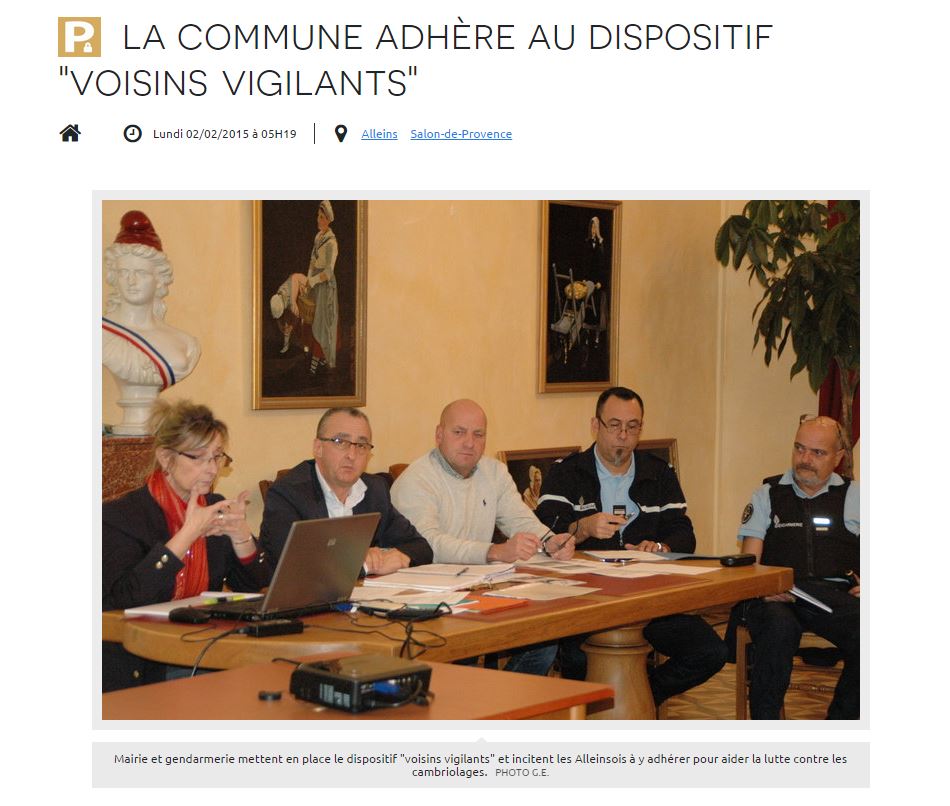 P LA COMMUNE ADHÈRE AU DISPOSITIF
"VOISINS VIGILANTS"
Lundi 02/02/2015 à 05H19 | Alleins Salon-de-Provence
GENDARMERIE
Mairie et gendarmerie mettent en place le dispositif "voisins vigilants" et incitent les Alleinsois à y adhérer pour aider la lutte contre les
cambriolages. PHOTO G.E.